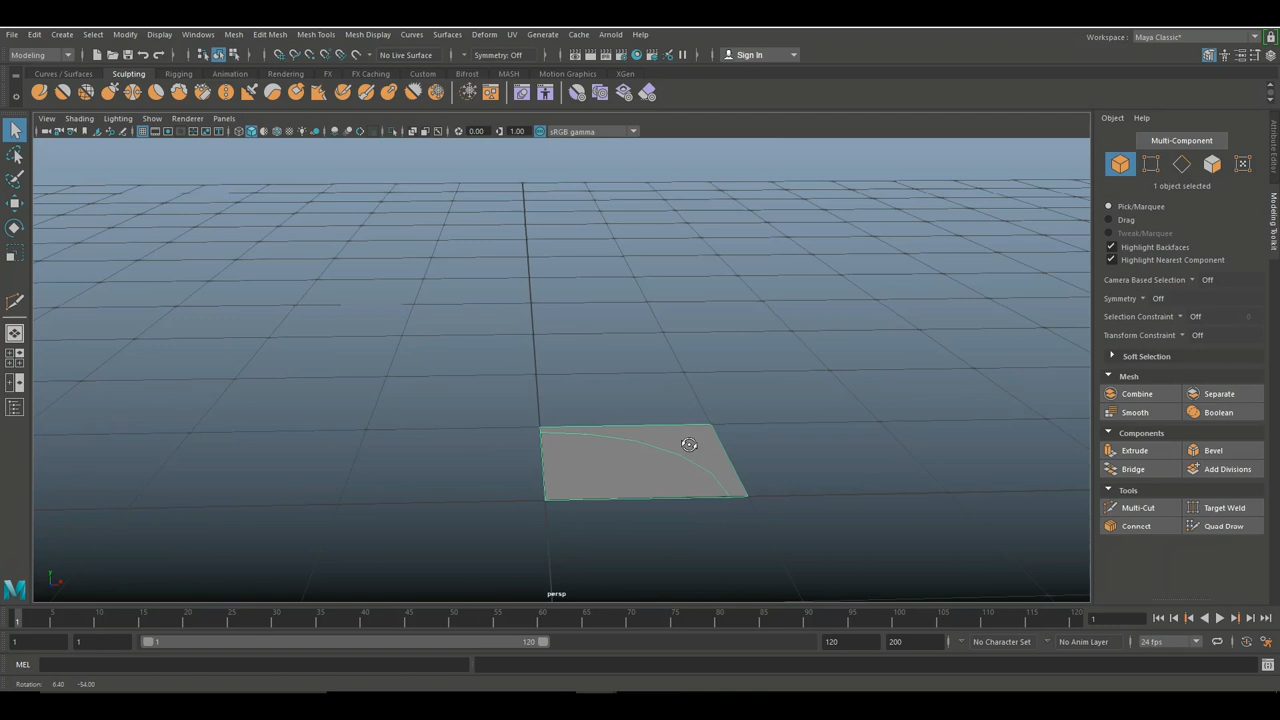 File Edit Create Select Modify Display Windows Mesh Edit Mesh Mesh Tools Mesh Display Curves Surfaces Deform UV Generate Cache Arnold Help
Workspace : Maya Classic*
Modeling No Live Surface Symmetry: Off Sign In
Curves / Surfaces Sculpting Rigging Animation Rendering FX FX Caching Custom Bifrost MASH Motion Graphics XGen
View Shading Lighting Show Renderer Panels
0.00 1.00 sRGB gamma
Object Help
Multi-Component
1 object selected
Pick/Marquee
Drag
Tweak/Marquee
Highlight Backfaces
Highlight Nearest Component
Camera Based Selection Off
Symmetry Off
Selection Constraint Off 0
Transform Constraint Off
Soft Selection
Mesh
Combine Separate
Smooth Boolean
Components
Extrude Bevel
Bridge Add Divisions
Tools
Multi-Cut Target Weld
Connect Quad Draw
Attribute Editor
Modeling Toolkit
y x
persp
5 10 15 20 25 30 35 40 45 50 55 60 65 70 75 80 85 90 95 100 105 110 115 120
1 1
1 1 1 120 120 200 No Character Set No Anim Layer 24 fps
MEL
Rotation: 6.40 -54.00